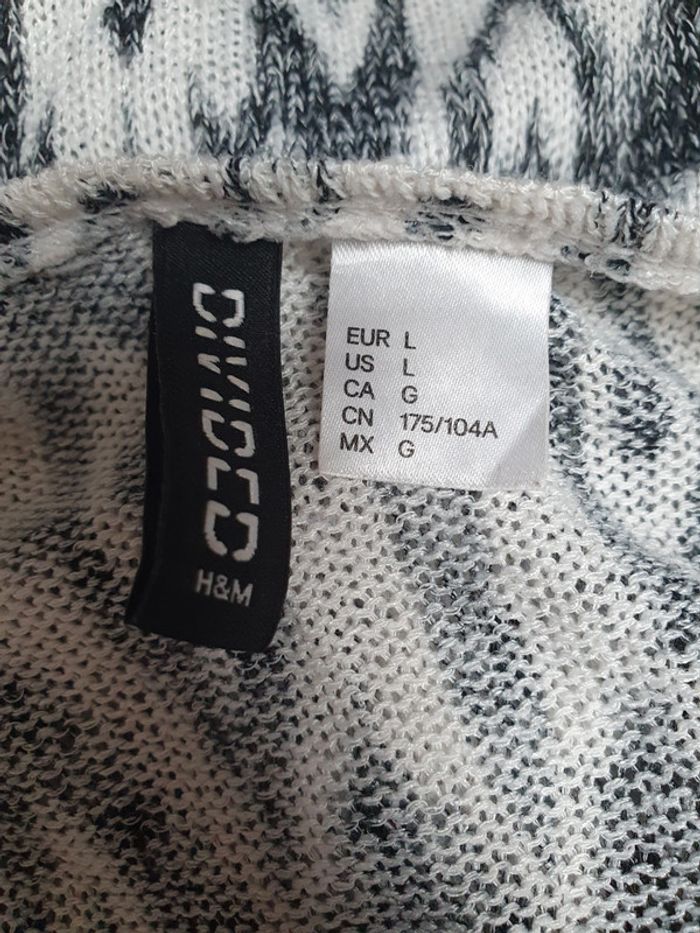 DIVIDED
H&M
EUR L
US L
CA G
CN 175/104A
MX G